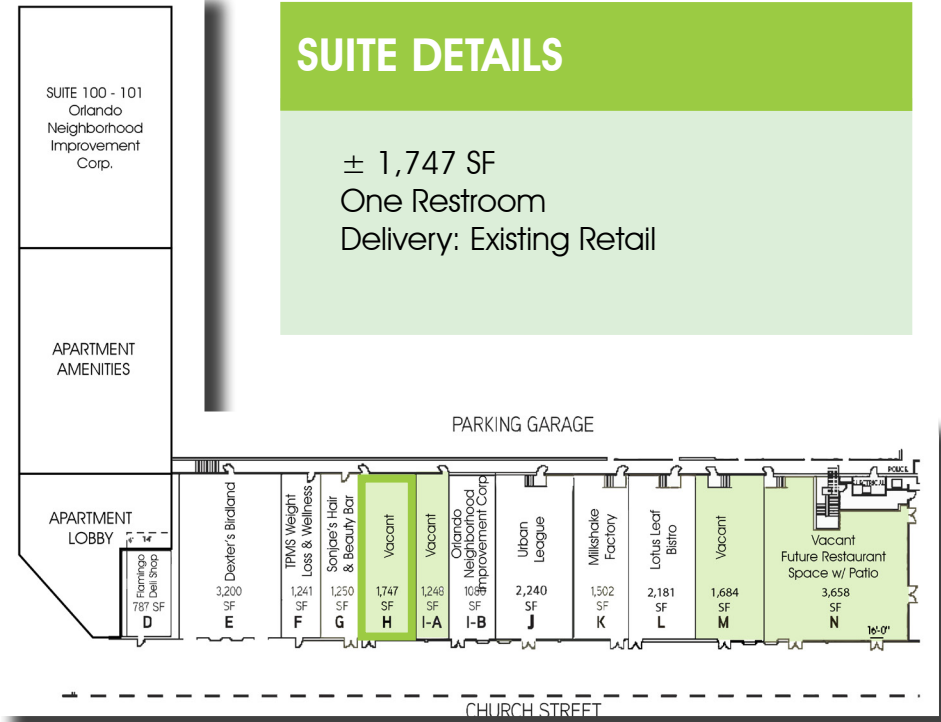 SUITE DETAILS
± 1,747 SF
One Restroom
Delivery: Existing Retail
SUITE 100 - 101
Orlando
Neighborhood
Improvement
Corp.
APARTMENT
AMENITIES
APARTMENT
LOBBY
PARKING GARAGE
POLICE
ELECTRICAL
14'
Flamingo
Deli Shop
787 SF
D
Dexter's Birdland
3,200
SF
E
TPMS Weight
Loss & Wellness
1,241
SF
F
Sonjae's Hair
& Beauty Bar
1,250
SF
G
Vacant
1,747
SF
H
Vacant
1,248
SF
I-A
Orlando
Neighborhood
Improvement Corp
SF
I-B
Urban
League
2,240
SF
J
Milkshake
Factory
1,502
SF
K
Lotus Leaf
Bistro
2,181
SF
L
Vacant
1,684
SF
M
Vacant
Future Restaurant
Space w/ Patio
3,658
SF
N
16'-0"
CHURCH STREET